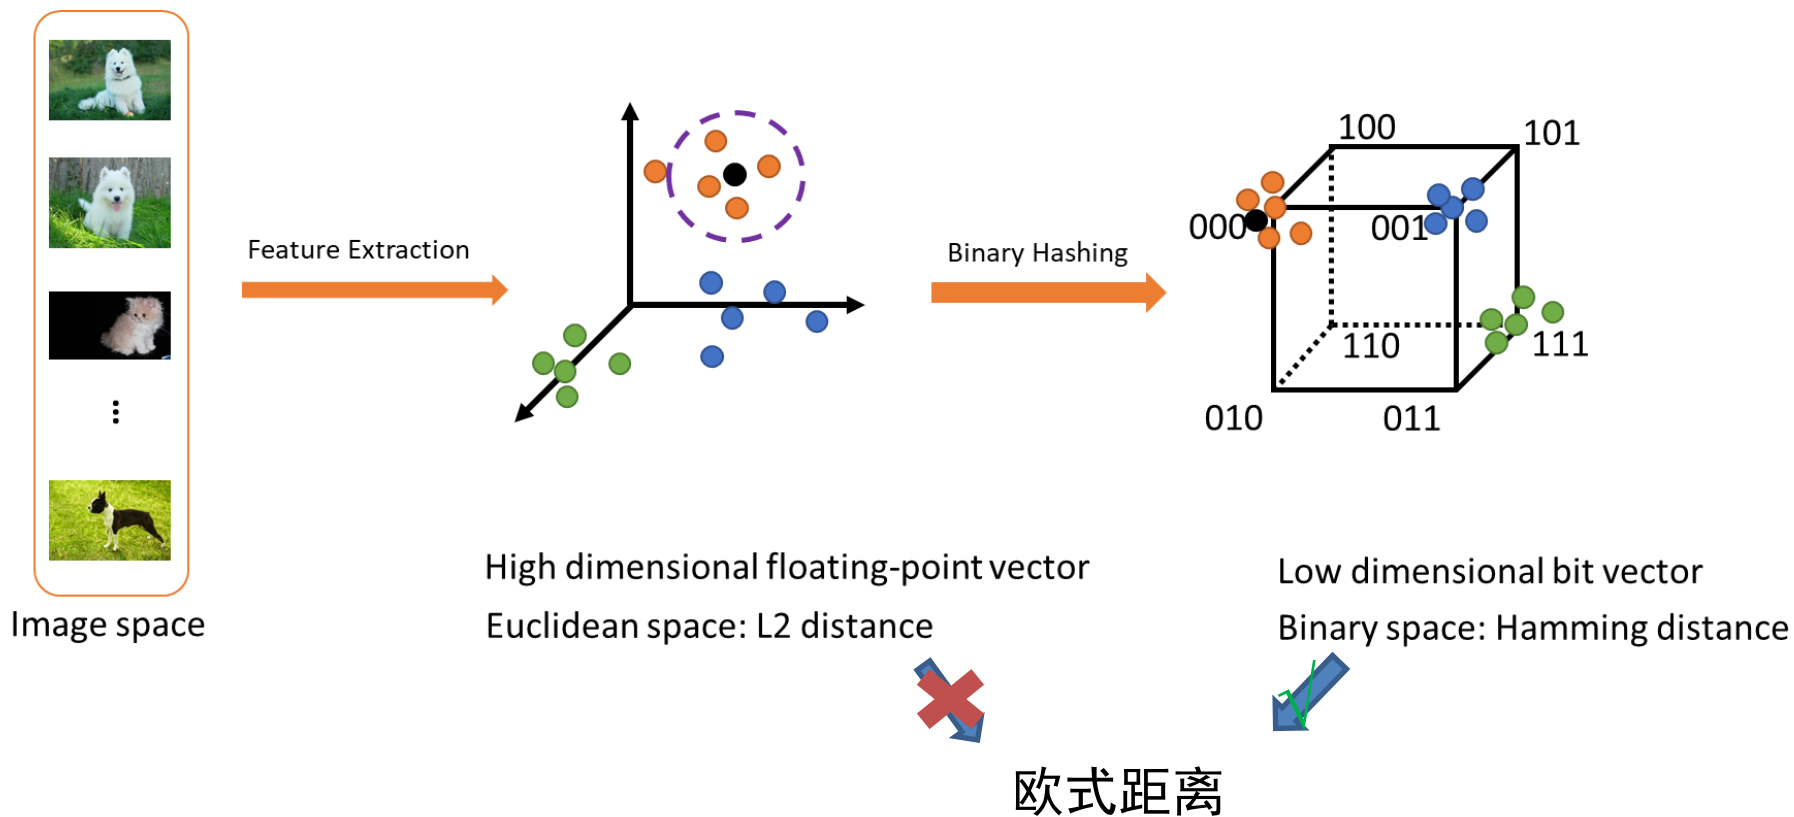 Image space
Feature Extraction
High dimensional floating-point vector
Euclidean space: L2 distance
Binary Hashing
100
101
000
001
110
111
010
011
Low dimensional bit vector
Binary space: Hamming distance
欧式距离